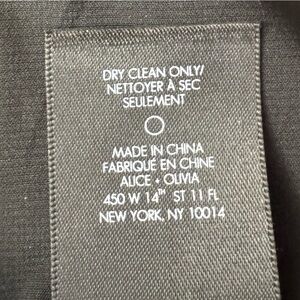 DRY CLEAN ONLY/
NETTOYER À SEC
SEULEMENT
MADE IN CHINA
FABRIQUÉ EN CHINE
ALICE + OLIVIA
450 W 14TH ST 11 FL
NEW YORK, NY 10014